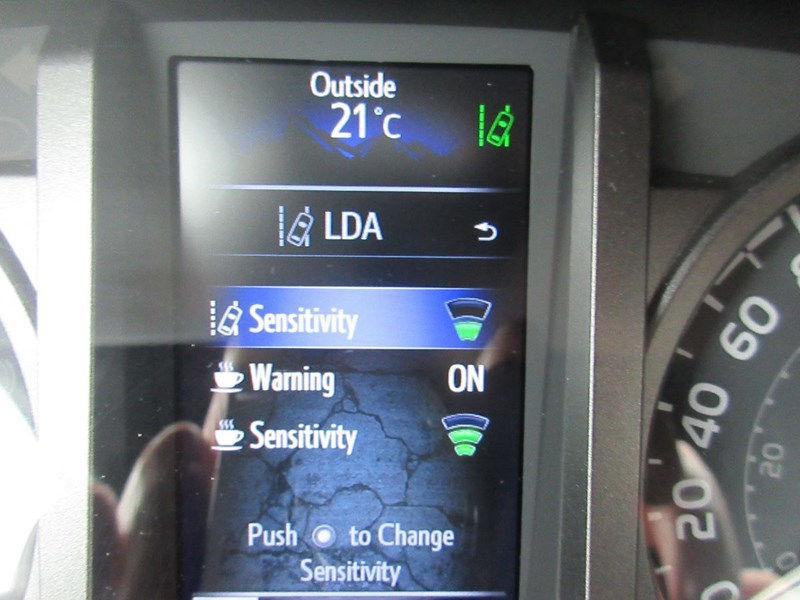 Outside
21°C
LDA
Sensitivity
Warning ON
Sensitivity
Push to Change
Sensitivity
60
40
20
20